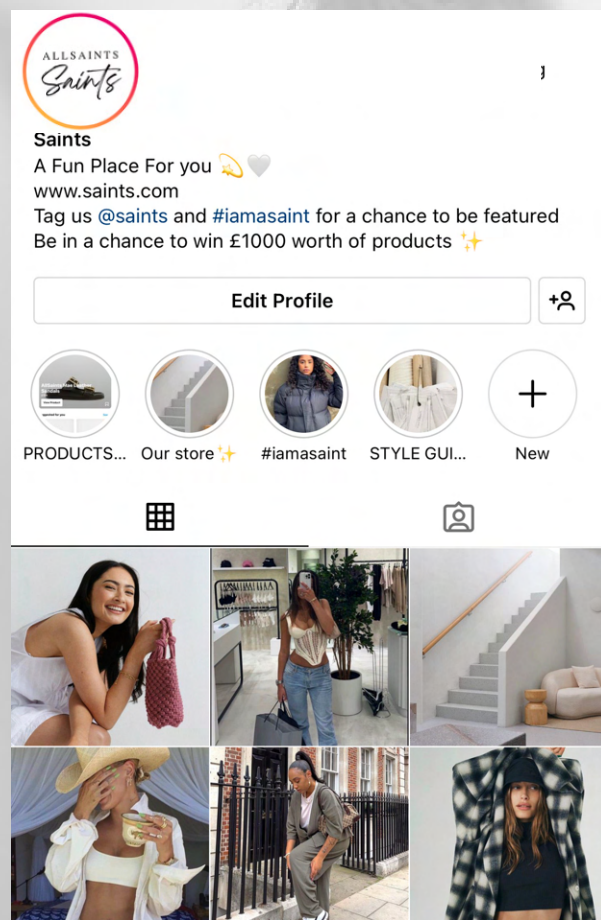 ALLSAINTS
Saints
Saints
A Fun Place For you 💫🤍
www.saints.com
Tag us @saints and #iamasaint for a chance to be featured
Be in a chance to win £1000 worth of products ✨
Edit Profile
PRODUCTS... Our store✨ #iamasaint STYLE GUI... New